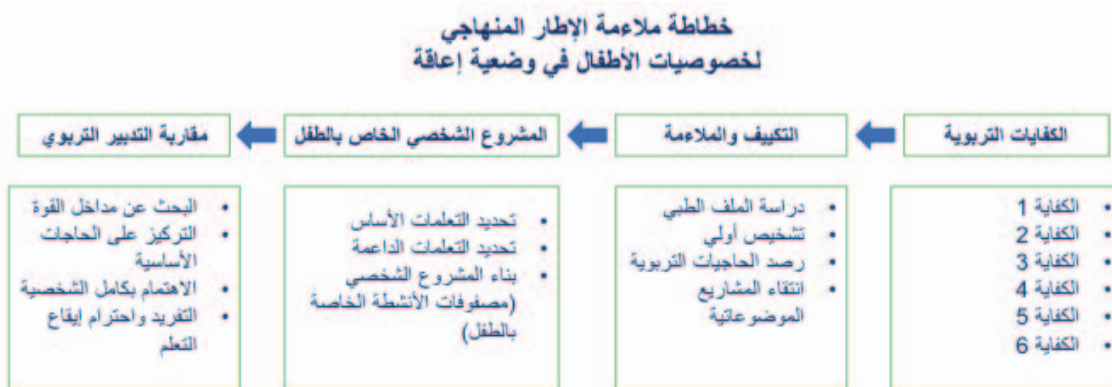 خطاطة ملاءمة الإطار المنهاجي
لخصوصيات الأطفال في وضعية إعاقة
الكفايات التربوية
التكييف والملاءمة
المشروع الشخصي الخاص بالطفل
مقاربة التدبير التربوي
• الكفاية 1
• الكفاية 2
• الكفاية 3
• الكفاية 4
• الكفاية 5
• الكفاية 6
• دراسة الملف الطبي
• تشخيص أولي
• رصد الحاجيات التربوية
• انتقاء المشاريع
الموضوعاتية
• تحديد التعلمات الأساس
• تحديد التعلمات الداعمة
• بناء المشروع الشخصي
(مصفوفات الأنشطة الخاصة
بالطفل)
• البحث عن مداخل القوة
• التركيز على الحاجات
الأساسية
• الاهتمام بكامل الشخصية
• التفريد واحترام إيقاع
التعلم